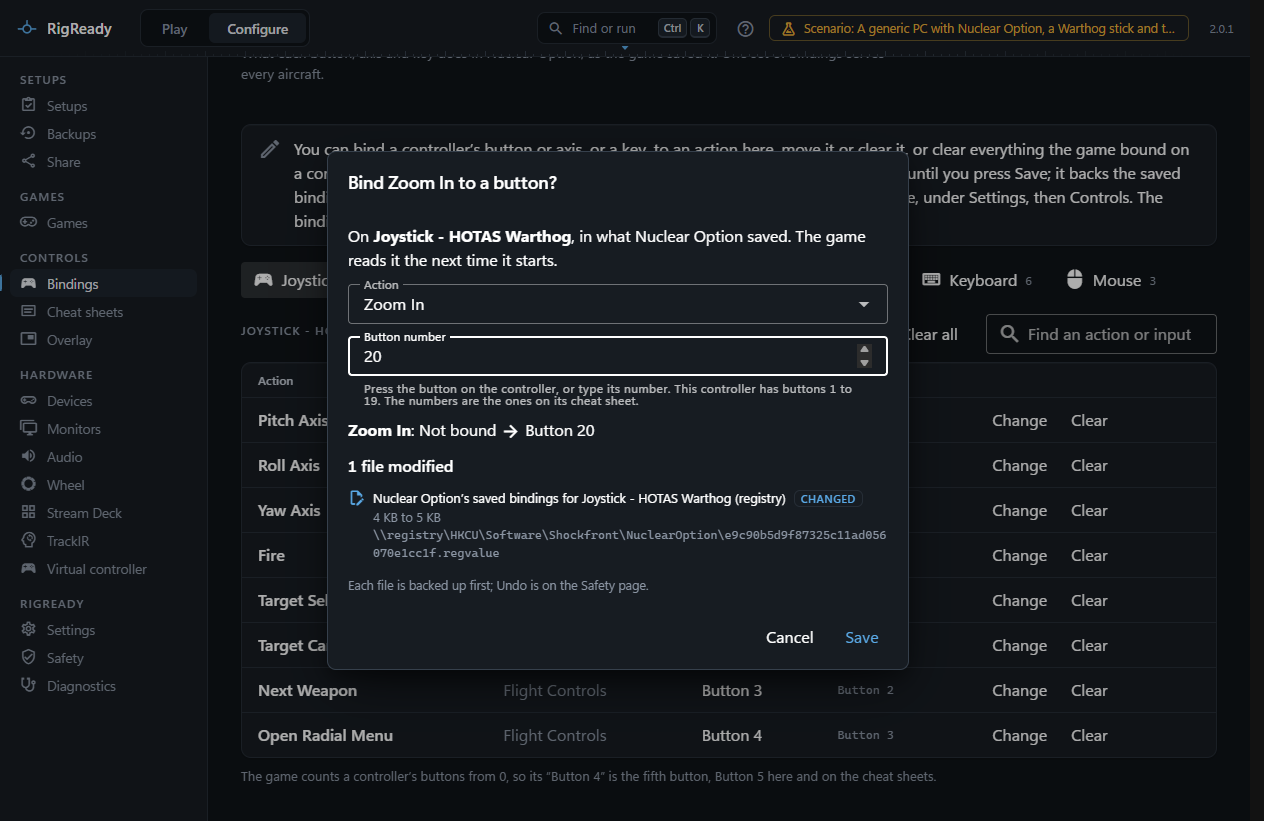 RigReady
Play
Configure
Find or run
Ctrl
K
Scenario: A generic PC with Nuclear Option, a Warthog stick and t...
2.0.1
every aircraft.
SETUPS
Setups
Backups
Share
GAMES
Games
CONTROLS
Bindings
Cheat sheets
Overlay
HARDWARE
Devices
Monitors
Audio
Wheel
Stream Deck
TrackIR
Virtual controller
RIGREADY
Settings
Safety
Diagnostics
You can bind a controller's button or axis, or a key, to an action here, move it or clear it, or clear everything the game bound on
a
until you press Save; it backs the saved
under Settings, then Controls. The
Keyboard 6
Mouse 3
JOYSTICK -
all
Find an action or input
Action
Pitch Axis
Change
Clear
Roll Axis
Change
Clear
Yaw Axis
Change
Clear
Fire
Change
Clear
Target
Change
Clear
Target
Change
Clear
Next Weapon
Flight Controls
Button 3
Button 2
Change
Clear
Open Radial Menu
Flight Controls
Button 4
Button 3
Change
Clear
The game counts a controller's buttons from 0, so its "Button 4" is the fifth button, Button 5 here and on the cheat sheets.
Bind Zoom In to a button?
On Joystick - HOTAS Warthog, in what Nuclear Option saved. The game
reads it the next time it starts.
Action
Zoom In
Button number
20
Press the button on the controller, or type its number. This controller has buttons 1 to
19. The numbers are the ones on its cheat sheet.
Zoom In: Not bound → Button 20
1 file modified
Nuclear Option's saved bindings for Joystick - HOTAS Warthog (registry)
CHANGED
4 KB to 5 KB
\\registry\HKCU\Software\Shockfront\NuclearOption\e9c90b5d9f87325c11ad056
070e1cc1f.regvalue
Each file is backed up first; Undo is on the Safety page.
Cancel
Save